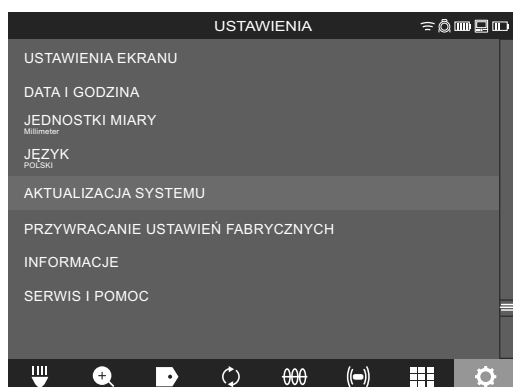 USTAWIENIA
USTAWIENIA EKRANU
DATA I GODZINA
JEDNOSTKI MIARY
Millimeter
JĘZYK
POLSKI
AKTUALIZACJA SYSTEMU
PRZYWRACANIE USTAWIEŃ FABRYCZNYCH
INFORMACJE
SERWIS I POMOC